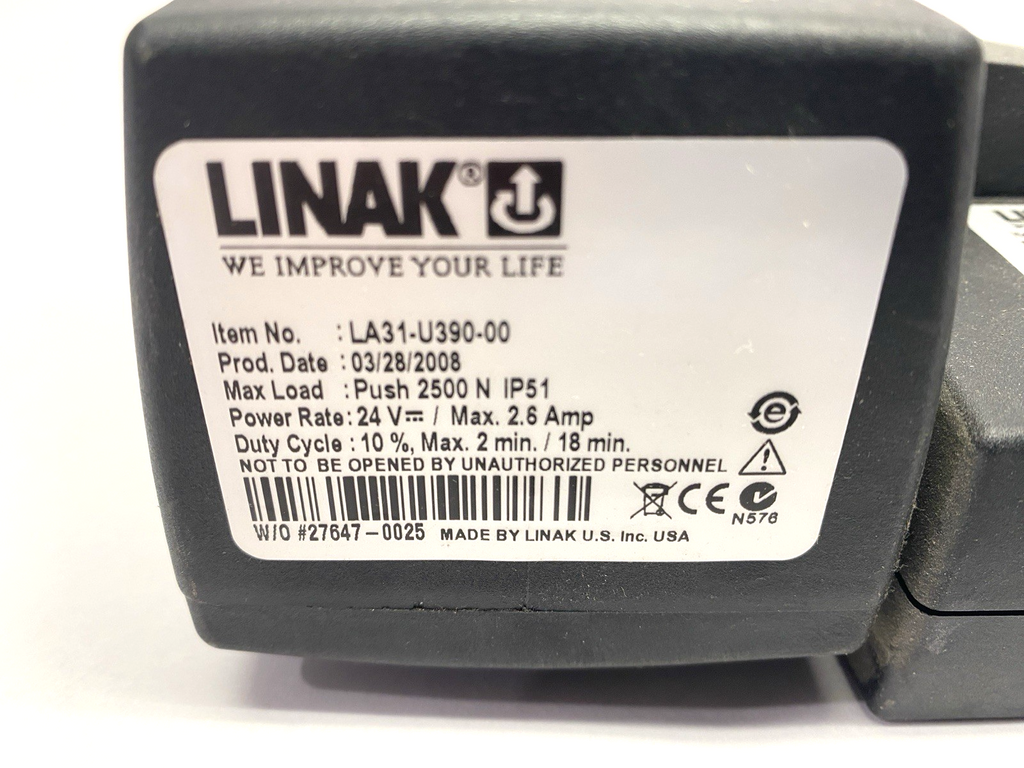 LINAK®
WE IMPROVE YOUR LIFE
Item No. : LA31-U390-00
Prod. Date : 03/28/2008
Max Load : Push 2500 N IP51
Power Rate : 24 V⎓ / Max. 2.6 Amp
Duty Cycle : 10 %, Max. 2 min. / 18 min.
NOT TO BE OPENED BY UNAUTHORIZED PERSONNEL
e
CE
N576
W/O #27647-0025 MADE BY LINAK U.S. Inc. USA